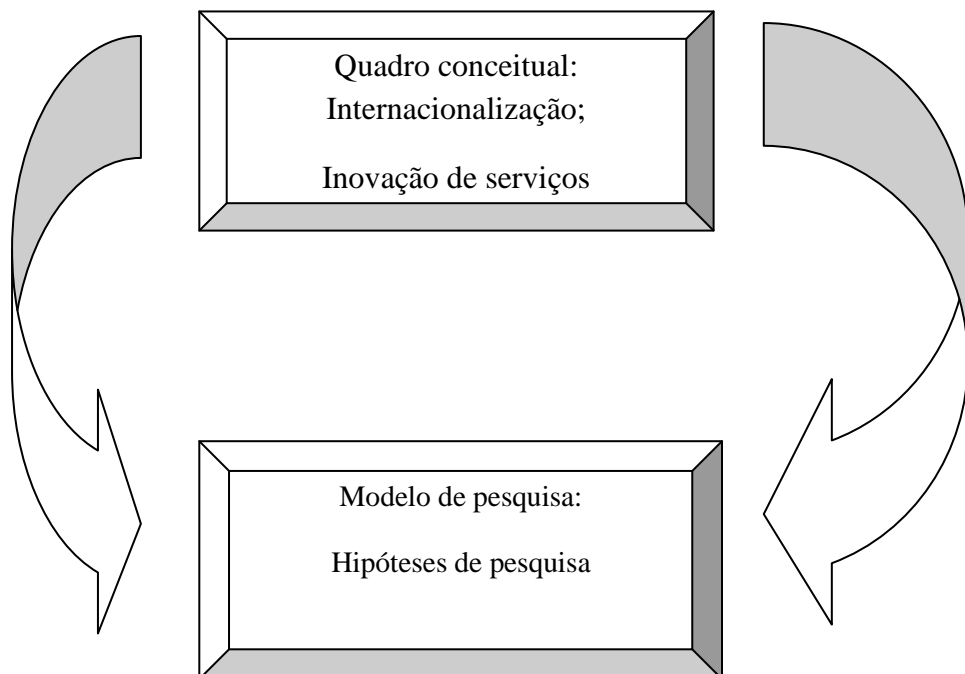 Quadro conceitual:
Internacionalização;
Inovação de serviços
Modelo de pesquisa:
Hipóteses de pesquisa